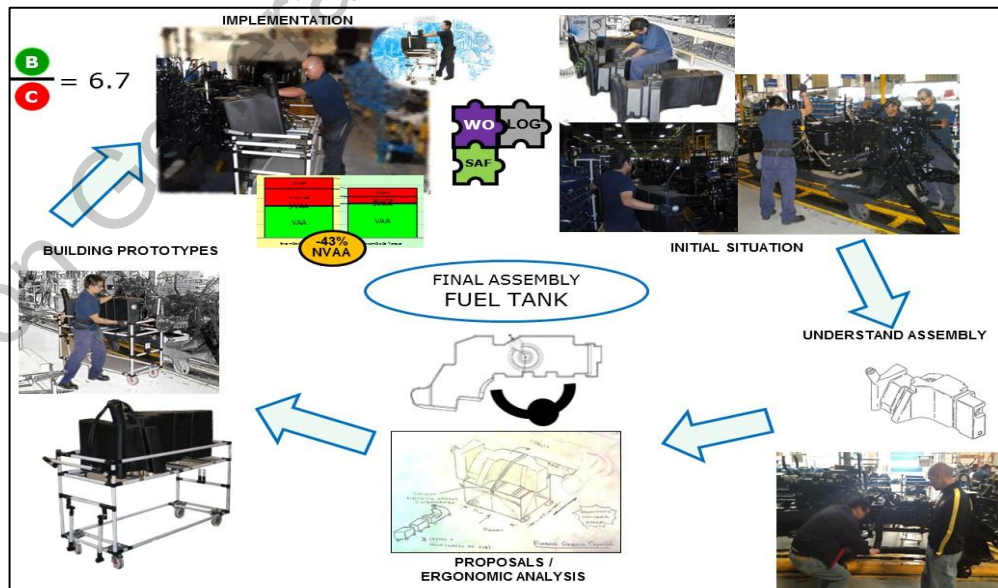 IMPLEMENTATION
B
C
= 6.7
WO
LOG
SAF
VAA
VAA
-43%
NVAA
BUILDING PROTOTYPES
INITIAL SITUATION
FINAL ASSEMBLY
FUEL TANK
UNDERSTAND ASSEMBLY
PROPOSALS /
ERGONOMIC ANALYSIS